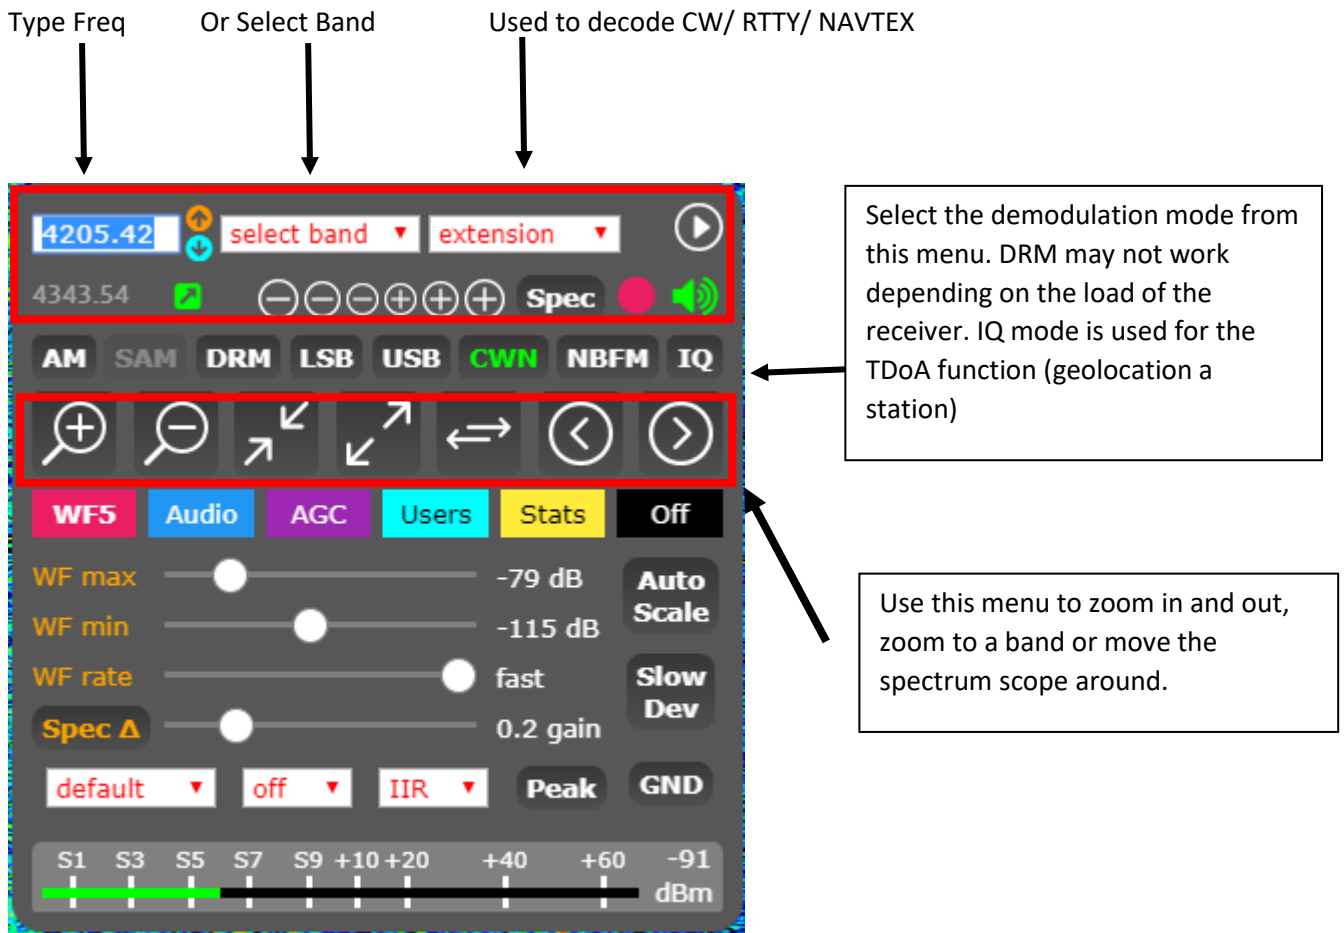 Type Freq Or Select Band Used to decode CW/ RTTY/ NAVTEX
4205.42 select band extension
4343.54 Spec
AM SAM DRM LSB USB CWN NBFM IQ
WF5 Audio AGC Users Stats Off
WF max -79 dB Auto Scale
WF min -115 dB
WF rate fast Slow Dev
Spec Δ 0.2 gain
default off IIR Peak GND
S1 S3 S5 S7 S9 +10 +20 +40 +60 -91 dBm
Select the demodulation mode from
this menu. DRM may not work
depending on the load of the
receiver. IQ mode is used for the
TDoA function (geolocation a
station)
Use this menu to zoom in and out,
zoom to a band or move the
spectrum scope around.